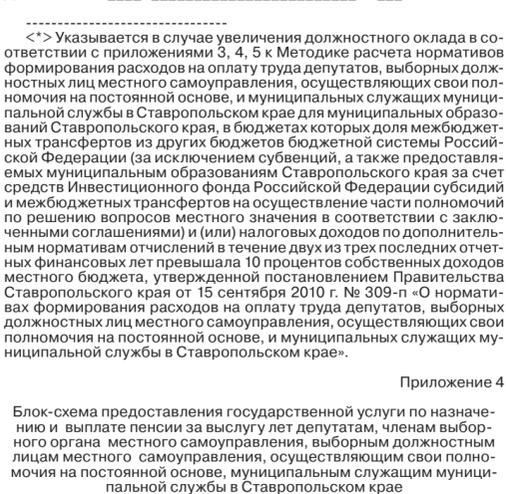 --------------------------------
<*> Указывается в случае увеличения должностного оклада в со-
ответствии с приложениями 3, 4, 5 к Методике расчета нормативов
формирования расходов на оплату труда депутатов, выборных долж-
ностных лиц местного самоуправления, осуществляющих свои пол-
номочия на постоянной основе, и муниципальных служащих муници-
пальной службы в Ставропольском крае для муниципальных образо-
ваний Ставропольского края, в бюджетах которых доля межбюджет-
ных трансфертов из других бюджетов бюджетной системы Россий-
ской Федерации (за исключением субвенций, а также предоставля-
емых муниципальным образованиям Ставропольского края за счет
средств Инвестиционного фонда Российской Федерации субсидий
и межбюджетных трансфертов на осуществление части полномочий
по решению вопросов местного значения в соответствии с заклю-
ченными соглашениями) и (или) налоговых доходов по дополнитель-
ным нормативам отчислений в течение двух из трех последних отчет-
ных финансовых лет превышала 10 процентов собственных доходов
местного бюджета, утвержденной постановлением Правительства
Ставропольского края от 15 сентября 2010 г. № 309-п «О нормати-
вах формирования расходов на оплату труда депутатов, выборных
должностных лиц местного самоуправления, осуществляющих свои
полномочия на постоянной основе, и муниципальных служащих му-
ниципальной службы в Ставропольском крае».
Приложение 4
Блок-схема предоставления государственной услуги по назначе-
нию и выплате пенсии за выслугу лет депутатам, членам выбор-
ного органа местного самоуправления, выборным должностным
лицам местного самоуправления, осуществляющим свои полно-
мочия на постоянной основе, муниципальным служащим муници-
пальной службы в Ставропольском крае